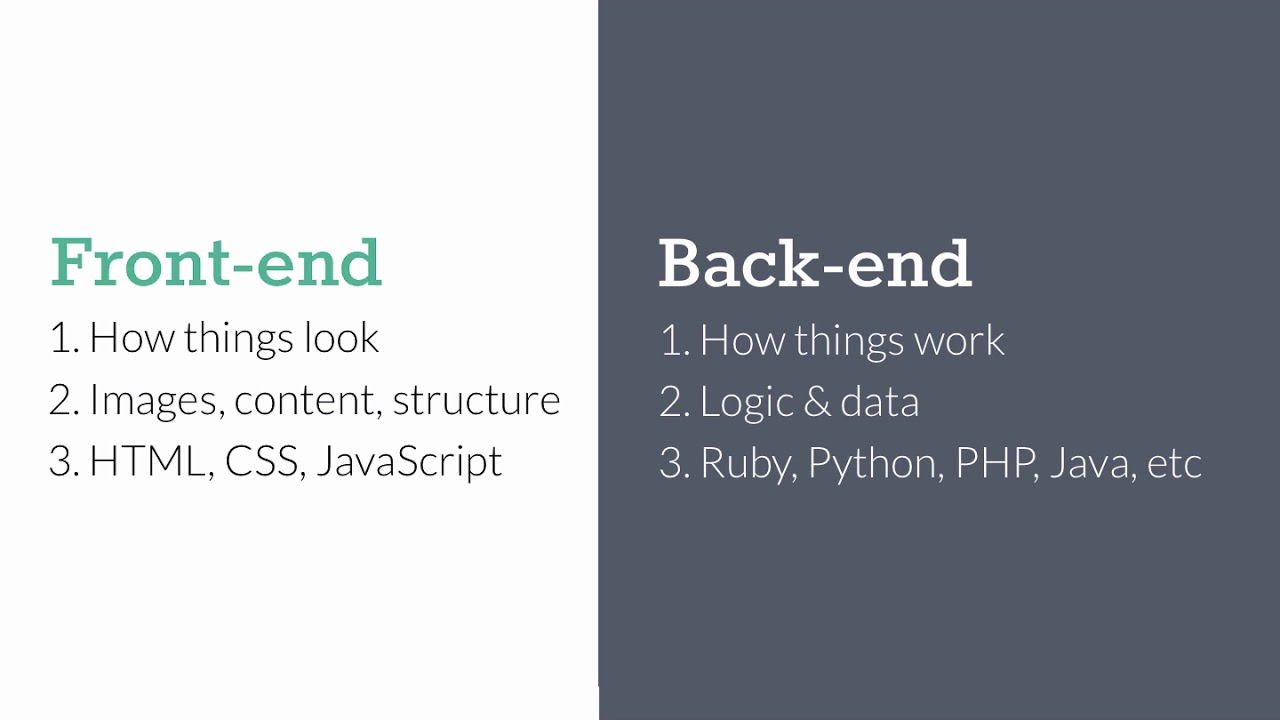 Front-end
1. How things look
2. Images, content, structure
3. HTML, CSS, JavaScript
Back-end
1. How things work
2. Logic & data
3. Ruby, Python, PHP, Java, etc